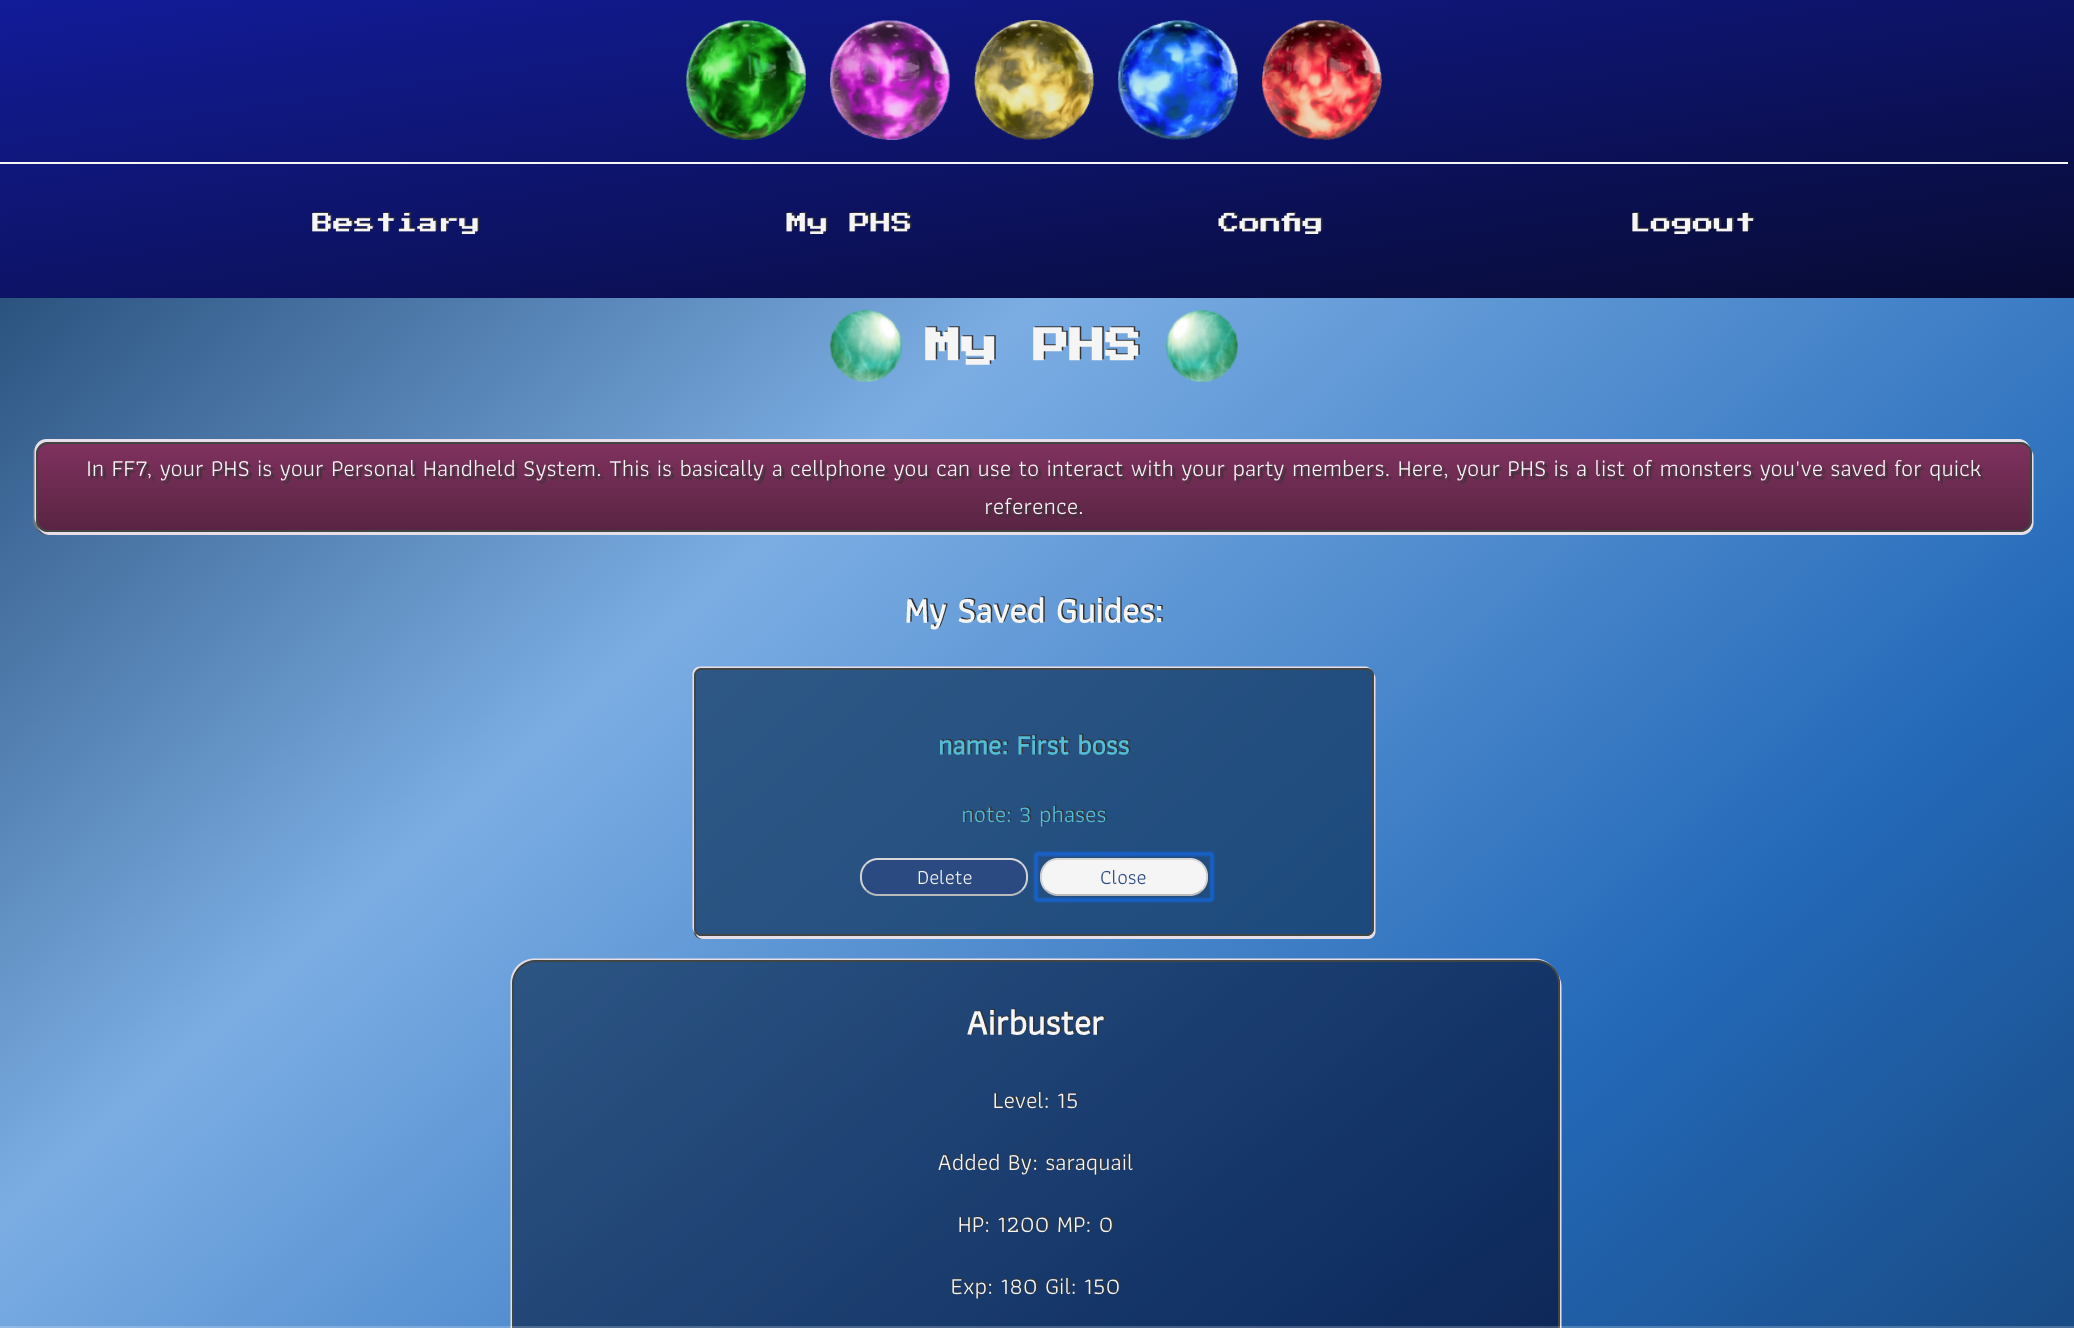 Bestiary My PHS Config Logout
My PHS
In FF7, your PHS is your Personal Handheld System. This is basically a cellphone you can use to interact with your party members. Here, your PHS is a list of monsters you've saved for quick
reference.
My Saved Guides:
name: First boss
note: 3 phases
Delete Close
Airbuster
Level: 15
Added By: saraquail
HP: 1200 MP: 0
Exp: 180 Gil: 150